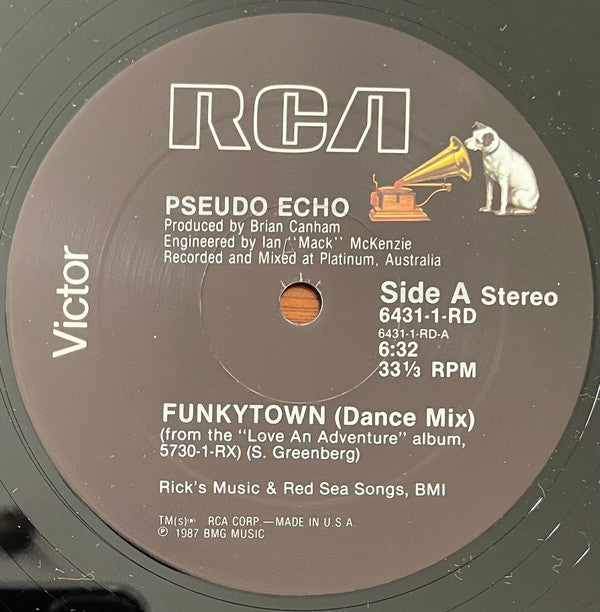 RCA
Victor
PSEUDO ECHO
Produced by Brian Canham
Engineered by Ian "Mack" McKenzie
Recorded and Mixed at Platinum, Australia
Side A Stereo
6431-1-RD
6431-1-RD-A
6:32
33⅓ RPM
FUNKYTOWN (Dance Mix)
(from the "Love An Adventure" album,
5730-1-RX) (S. Greenberg)
Rick's Music & Red Sea Songs, BMI
TM(s)® RCA CORP.—MADE IN U.S.A.
℗ 1987 BMG MUSIC